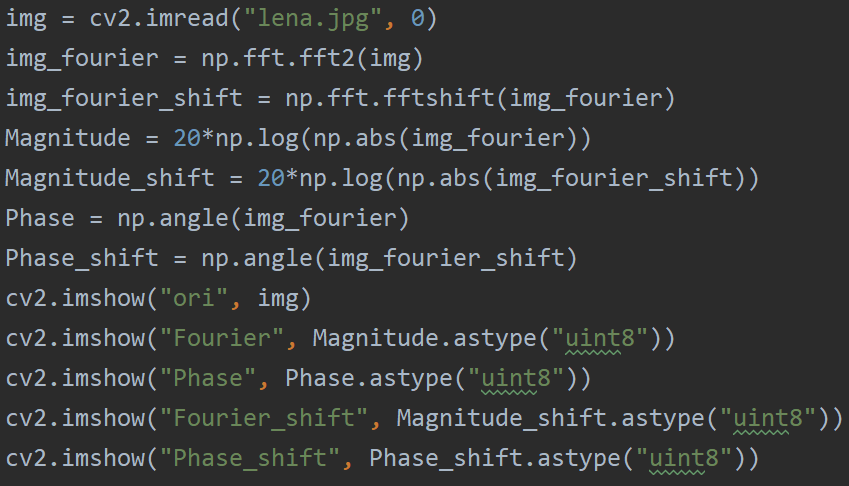 img = cv2.imread("lena.jpg", 0)
img_fourier = np.fft.fft2(img)
img_fourier_shift = np.fft.fftshift(img_fourier)
Magnitude = 20*np.log(np.abs(img_fourier))
Magnitude_shift = 20*np.log(np.abs(img_fourier_shift))
Phase = np.angle(img_fourier)
Phase_shift = np.angle(img_fourier_shift)
cv2.imshow("ori", img)
cv2.imshow("Fourier", Magnitude.astype("uint8"))
cv2.imshow("Phase", Phase.astype("uint8"))
cv2.imshow("Fourier_shift", Magnitude_shift.astype("uint8"))
cv2.imshow("Phase_shift", Phase_shift.astype("uint8"))